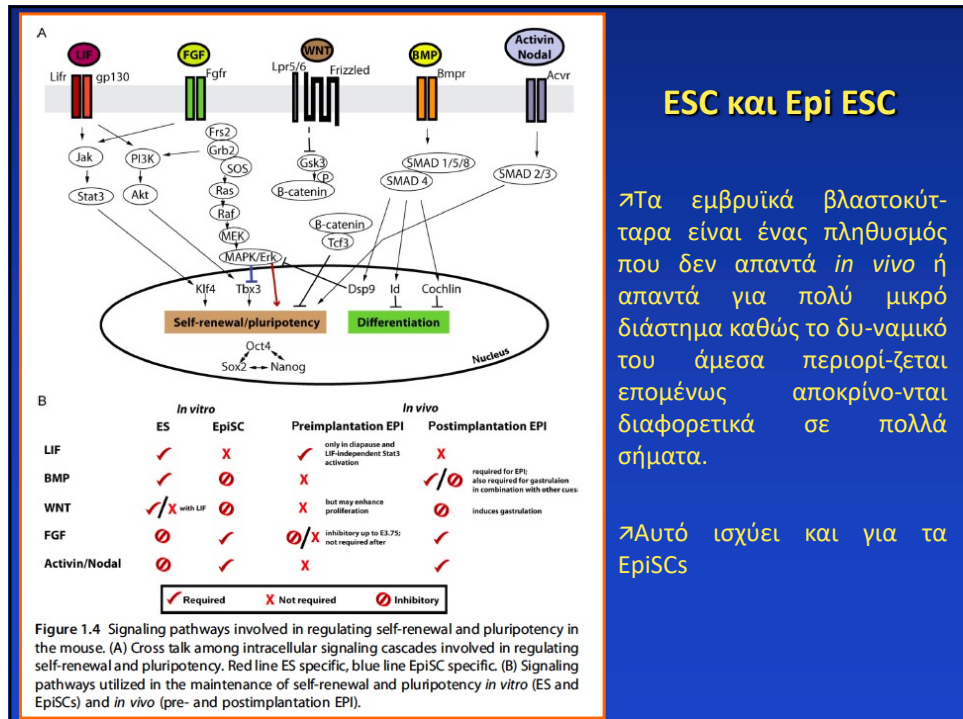 A
LIF
FGF
WNT
BMP
Activin
Nodal
Lifr
gp130
Fgfr
Lpr5/6
Frizzled
Bmpr
Acvr
Frs2
Grb2
SOS
Jak
PI3K
Gsk3
P
SMAD 1/5/8
SMAD 4
SMAD 2/3
Stat3
Akt
Ras
B-catenin
Raf
MEK
B-catenin
Tcf3
MAPK/Erk
Klf4
Tbx3
Dsp9
Id
Cochlin
Self-renewal/pluripotency
Differentiation
Oct4
Sox2
Nanog
Nucleus
B
In vitro
In vivo
ES
EpiSC
Preimplantation EPI
Postimplantation EPI
LIF
only in diapause and
LIF-independent Stat3
activation
BMP
required for EPI;
also required for gastrulaion
in combination with other cues
WNT
with LIF
but may enhance
proliferation
induces gastrulation
FGF
inhibitory up to E3.75;
not required after
Activin/Nodal
Required
Not required
Inhibitory
Figure 1.4 Signaling pathways involved in regulating self-renewal and pluripotency in
the mouse. (A) Cross talk among intracellular signaling cascades involved in regulating
self-renewal and pluripotency. Red line ES specific, blue line EpiSC specific. (B) Signaling
pathways utilized in the maintenance of self-renewal and pluripotency in vitro (ES and
EpiSCs) and in vivo (pre- and postimplantation EPI).
ESC και Epi ESC
Τα εμβρυϊκά βλαστοκύτ-
ταρα είναι ένας πληθυσμός
που δεν απαντά in vivo ή
απαντά για πολύ μικρό
διάστημα καθώς το δυ-ναμικό
του άμεσα περιορί-ζεται
επομένως αποκρίνο-νται
διαφορετικά σε πολλά
σήματα.
Αυτό ισχύει και για τα
EpiSCs